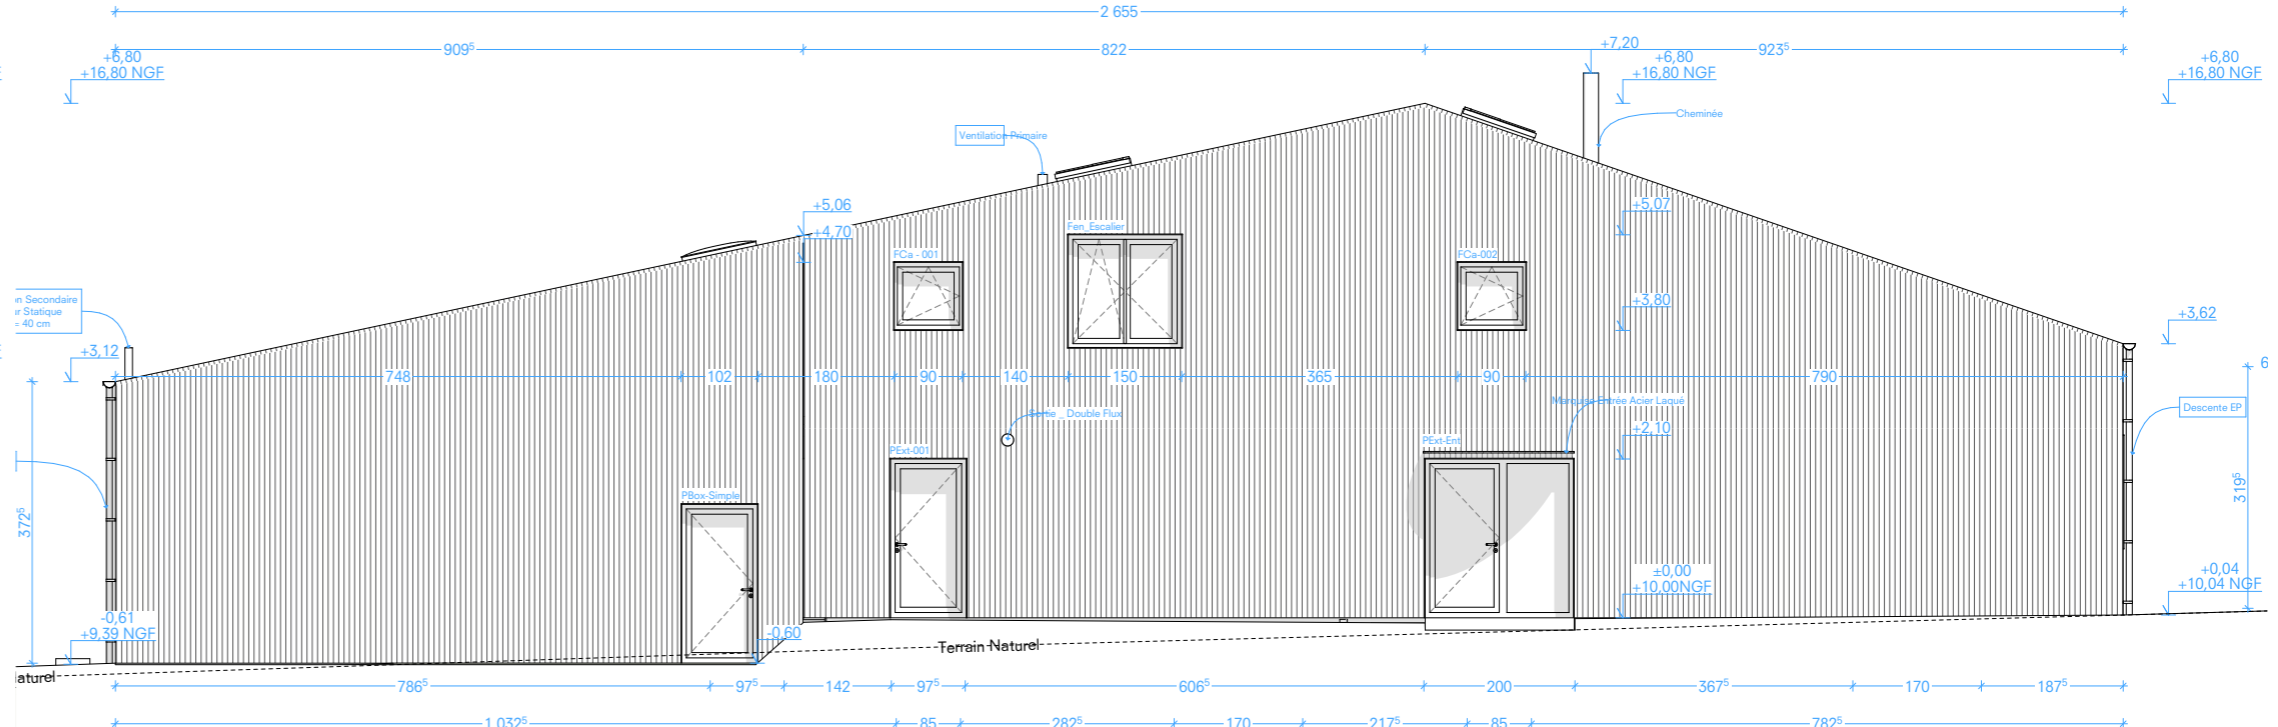 2 655
909⁵
822
923⁵
+6,80
+16,80 NGF
+7,20
+6,80
+16,80 NGF
+6,80
+16,80 NGF
Cheminée
Ventilation Primaire
+5,06
+4,70
Fen_Escalier
FCa - 001
FCa-002
+5,07
+3,80
n Secondaire
r Statique
= 40 cm
+3,12
+3,62
748
102
180
90
140
150
365
90
790
6
Sortie _ Double Flux
Marquise Entrée Acier Laqué
Descente EP
+2,10
PExt-001
PExt-Ent
PBox-Simple
372⁵
319⁵
±0,00
+10,00NGF
+0,04
+10,04 NGF
-0,61
+9,39 NGF
-0,60
Terrain Naturel
aturel
786⁵
97⁵
142
97⁵
606⁵
200
367⁵
170
187⁵
1 032⁵
85
282⁵
170
217⁵
85
782⁵